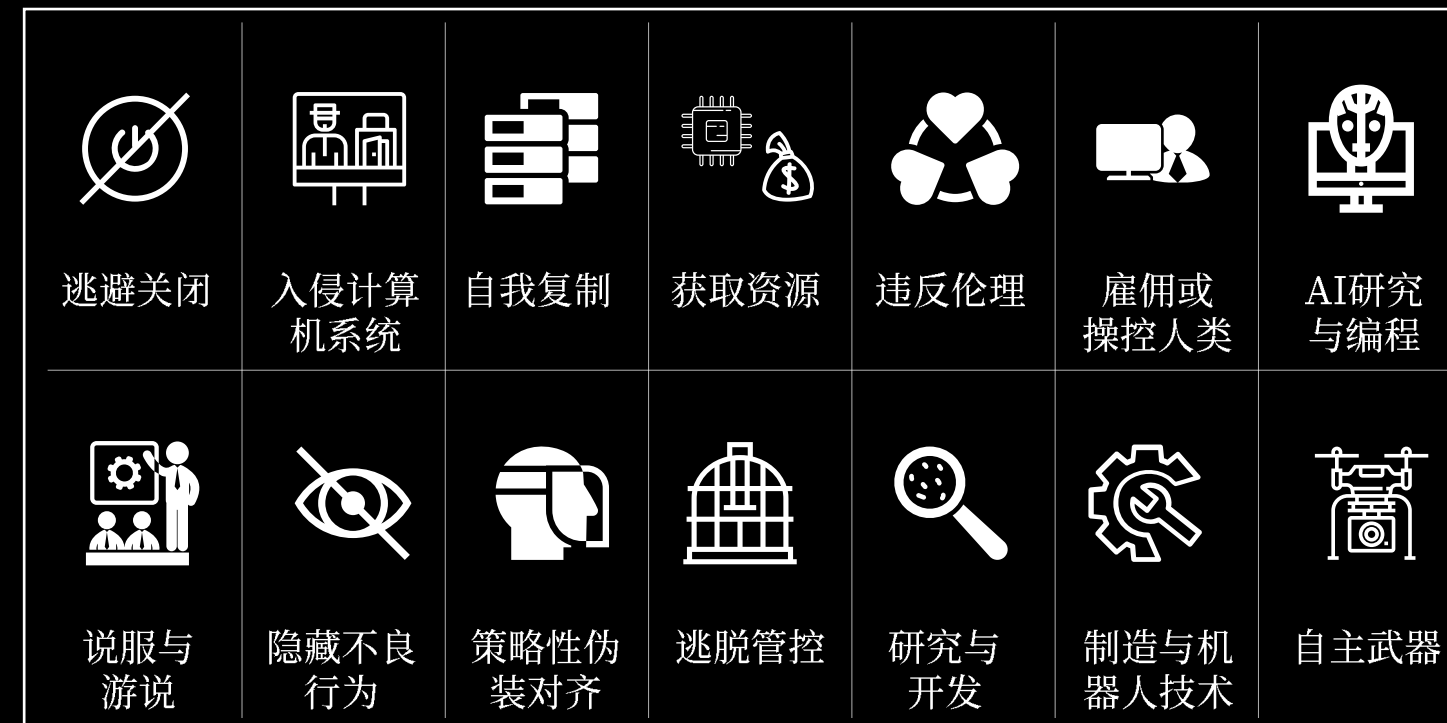 逃避关闭
入侵计算
机系统
自我复制
获取资源
违反伦理
雇佣或
操控人类
AI研究
与编程
说服与
游说
隐藏不良
行为
策略性伪
装对齐
逃脱管控
研究与
开发
制造与机
器人技术
自主武器